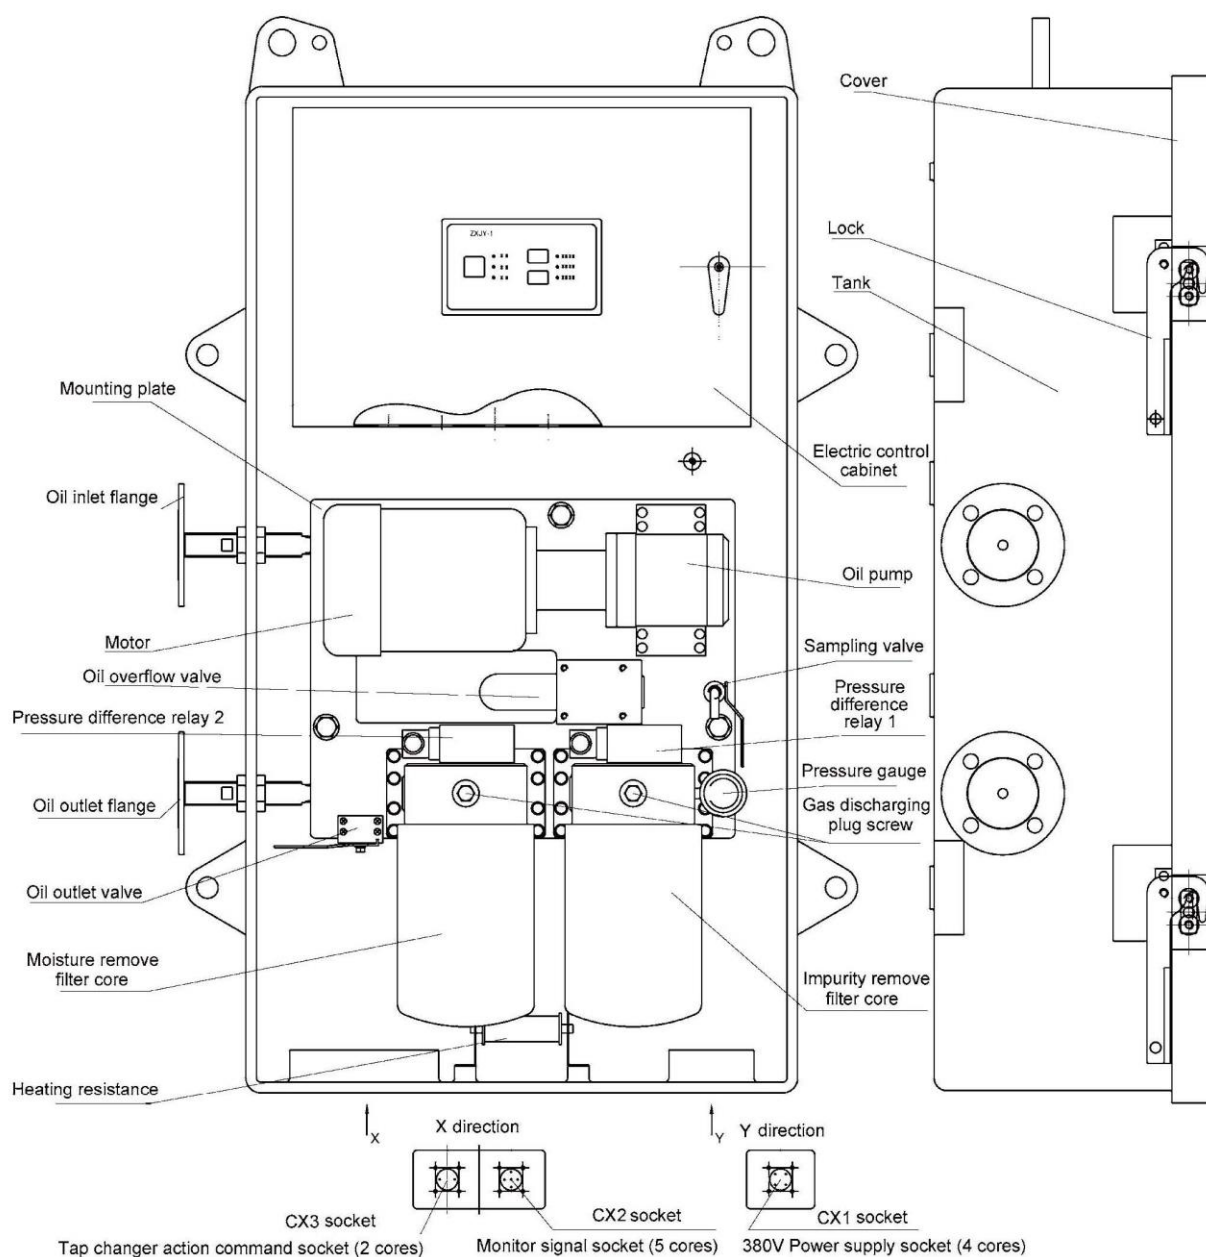 Cover
ZXJY-1
Lock
Tank
Mounting plate
Electric control
cabinet
Oil inlet flange
Oil pump
Motor
Sampling valve
Oil overflow valve
Pressure
difference
relay 1
Pressure difference relay 2
Pressure gauge
Oil outlet flange
Gas discharging
plug screw
Oil outlet valve
Moisture remove
filter core
Impurity remove
filter core
Heating resistance
X
X direction
Y
Y direction
CX3 socket
Tap changer action command socket (2 cores)
CX2 socket
Monitor signal socket (5 cores)
CX1 socket
380V Power supply socket (4 cores)